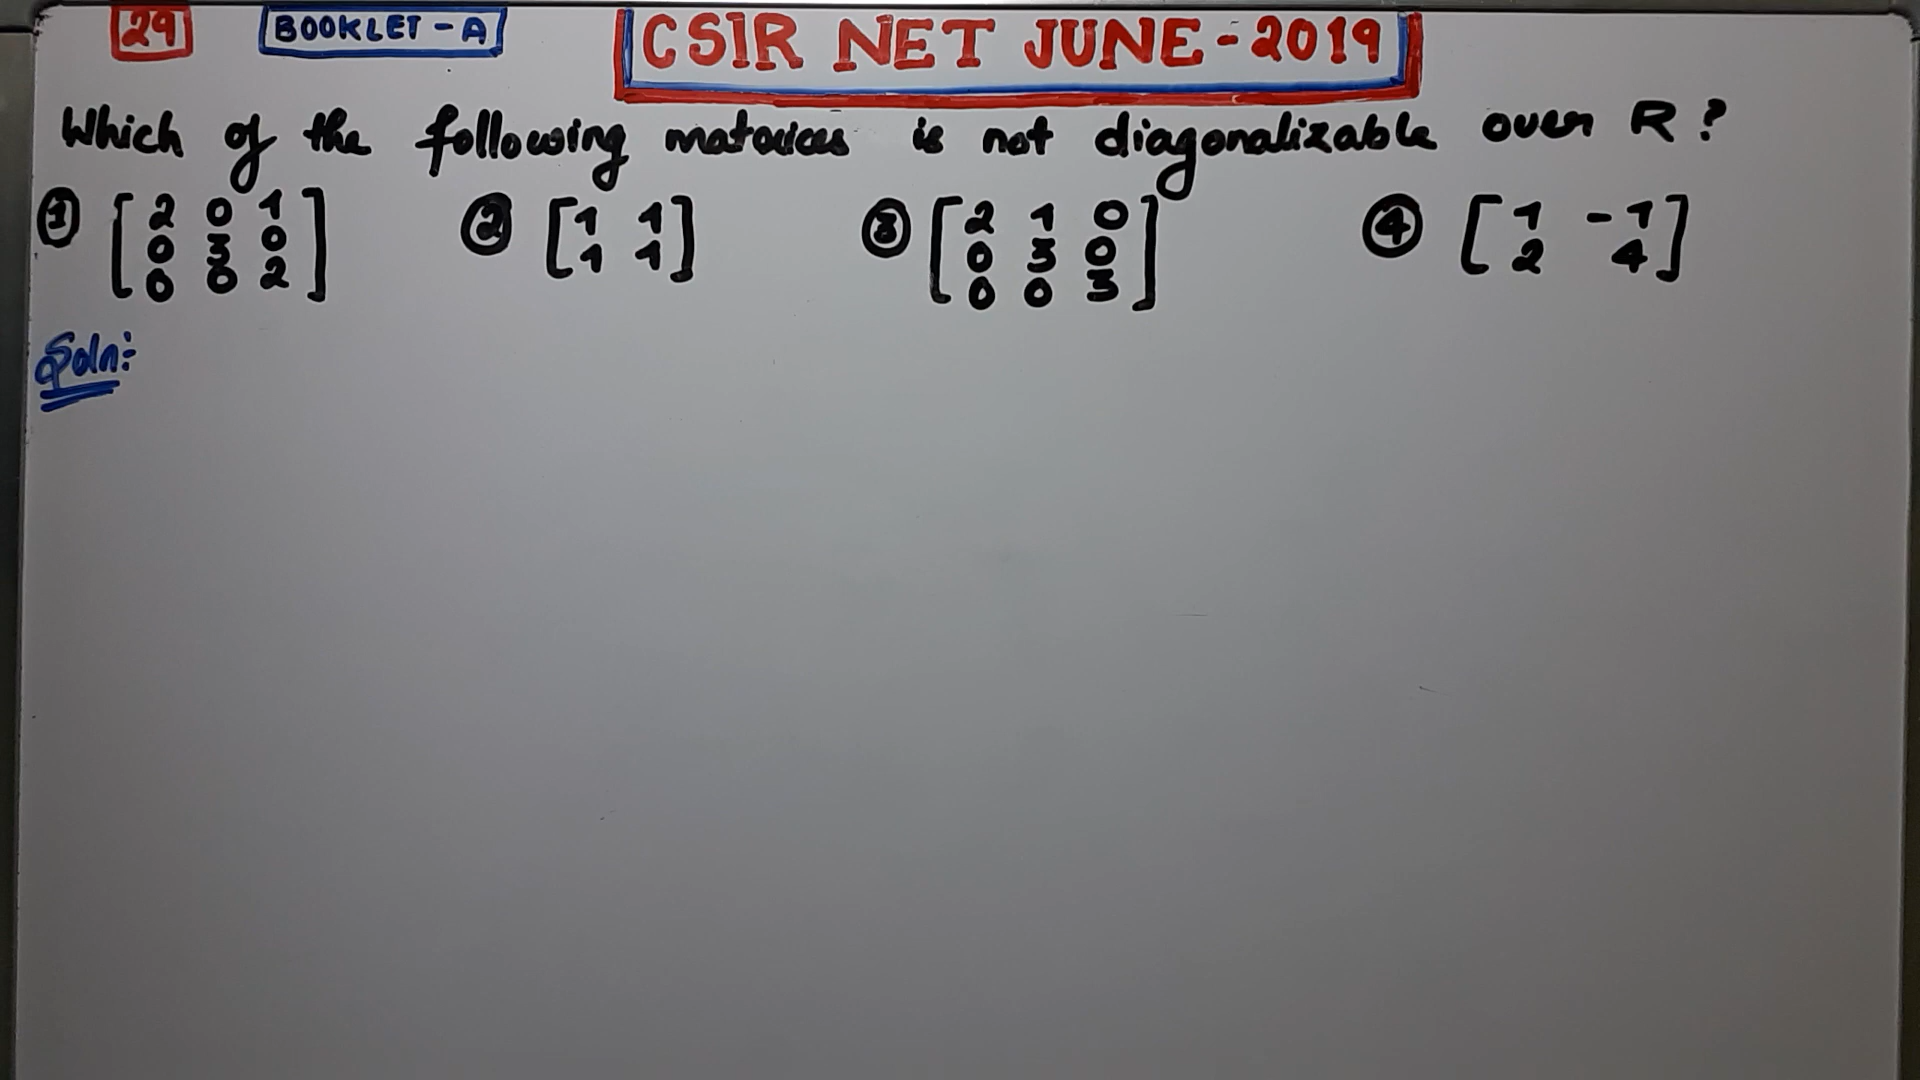 29 BOOKLET - A CSIR NET JUNE - 2019
Which of the following matrices is not diagonalizable over R?
① [2 0 1 ② [1 1 ③ [2 1 0 ④ [1 -1
0 3 0 1 1] 0 3 0 2 4]
0 0 2] 0 0 3]
Soln: